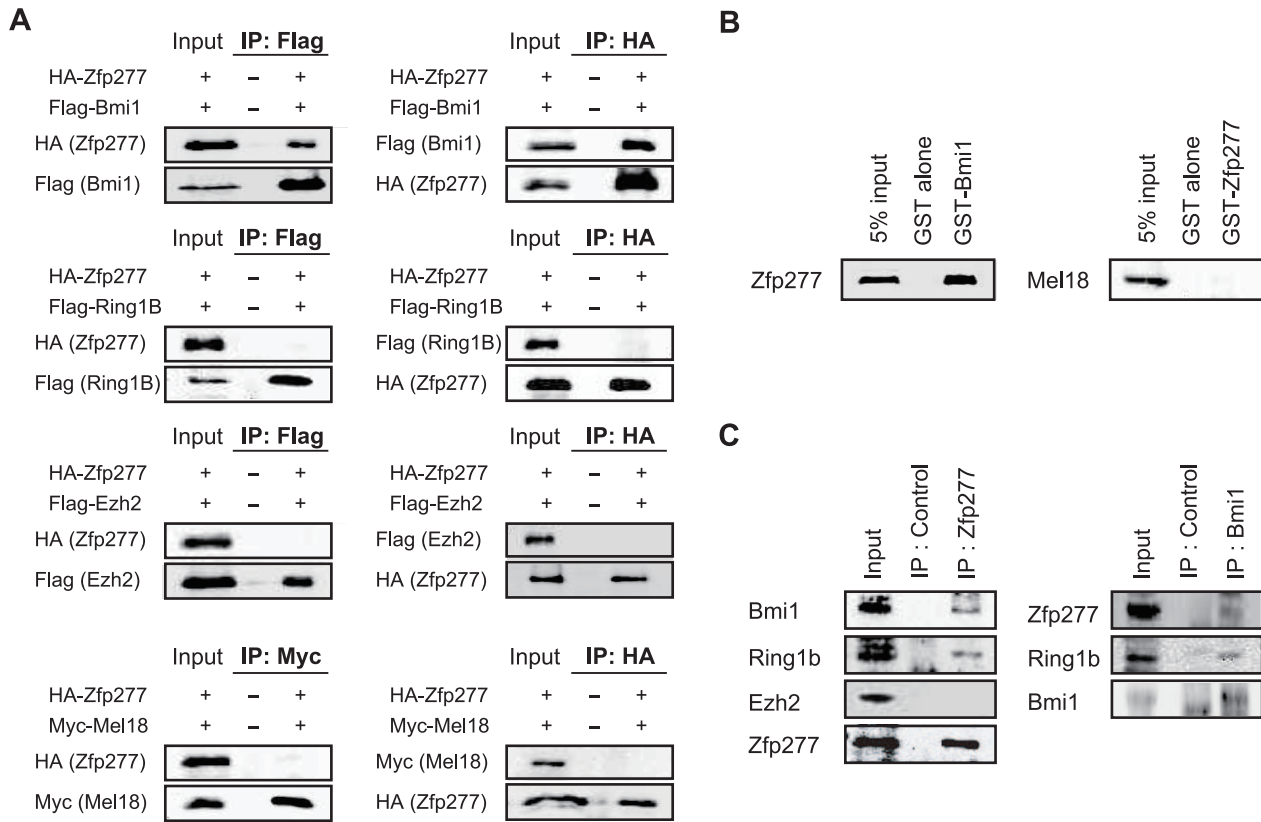 A
Input IP: Flag
HA-Zfp277 + – +
Flag-Bmi1 + – +
HA (Zfp277)
Flag (Bmi1)
Input IP: HA
HA-Zfp277 + – +
Flag-Bmi1 + – +
Flag (Bmi1)
HA (Zfp277)
Input IP: Flag
HA-Zfp277 + – +
Flag-Ring1B + – +
HA (Zfp277)
Flag (Ring1B)
Input IP: HA
HA-Zfp277 + – +
Flag-Ring1B + – +
Flag (Ring1B)
HA (Zfp277)
Input IP: Flag
HA-Zfp277 + – +
Flag-Ezh2 + – +
HA (Zfp277)
Flag (Ezh2)
Input IP: HA
HA-Zfp277 + – +
Flag-Ezh2 + – +
Flag (Ezh2)
HA (Zfp277)
Input IP: Myc
HA-Zfp277 + – +
Myc-Mel18 + – +
HA (Zfp277)
Myc (Mel18)
Input IP: HA
HA-Zfp277 + – +
Myc-Mel18 + – +
Myc (Mel18)
HA (Zfp277)
B
5% input
GST alone
GST-Bmi1
Zfp277
5% input
GST alone
GST-Zfp277
Mel18
C
Input
IP : Control
IP : Zfp277
Bmi1
Ring1b
Ezh2
Zfp277
Input
IP : Control
IP : Bmi1
Zfp277
Ring1b
Bmi1